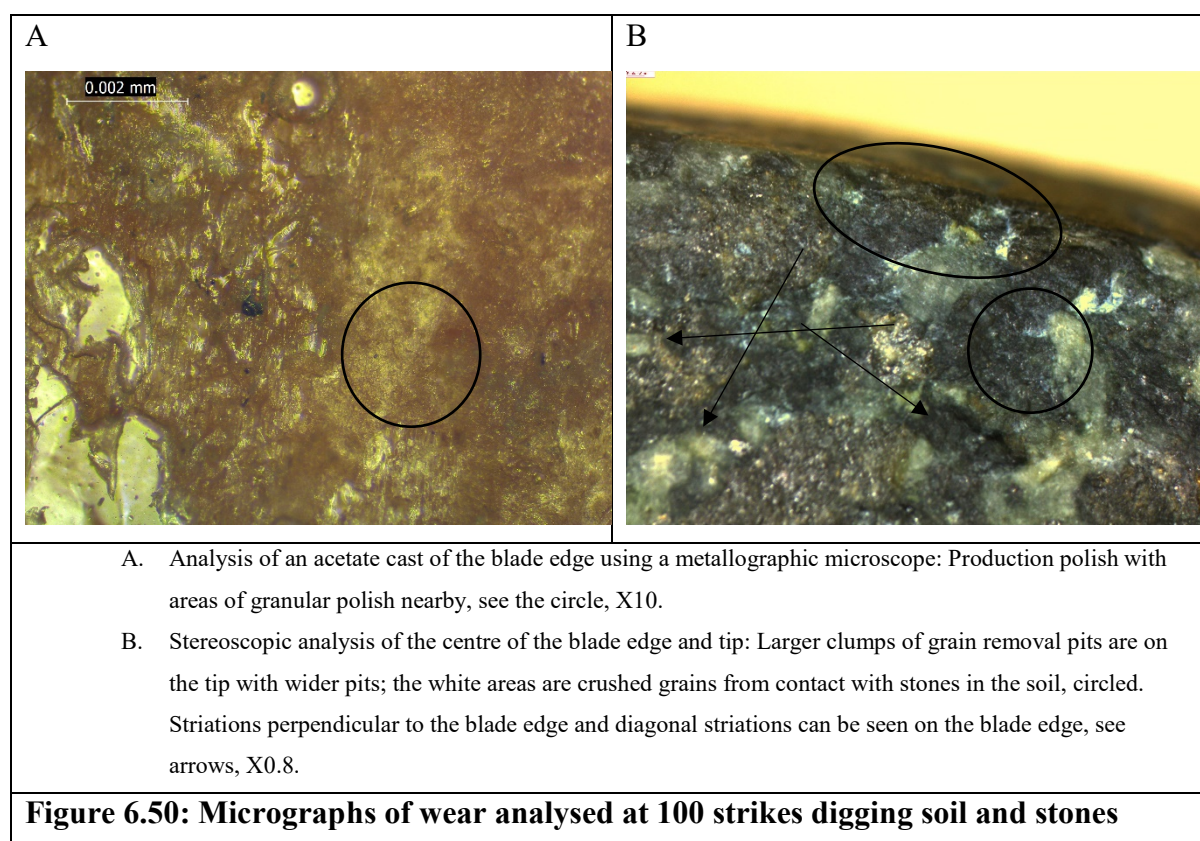 A
B
0.002 mm
A. Analysis of an acetate cast of the blade edge using a metallographic microscope: Production polish with
areas of granular polish nearby, see the circle, X10.
B. Stereoscopic analysis of the centre of the blade edge and tip: Larger clumps of grain removal pits are on
the tip with wider pits; the white areas are crushed grains from contact with stones in the soil, circled.
Striations perpendicular to the blade edge and diagonal striations can be seen on the blade edge, see
arrows, X0.8.
Figure 6.50: Micrographs of wear analysed at 100 strikes digging soil and stones